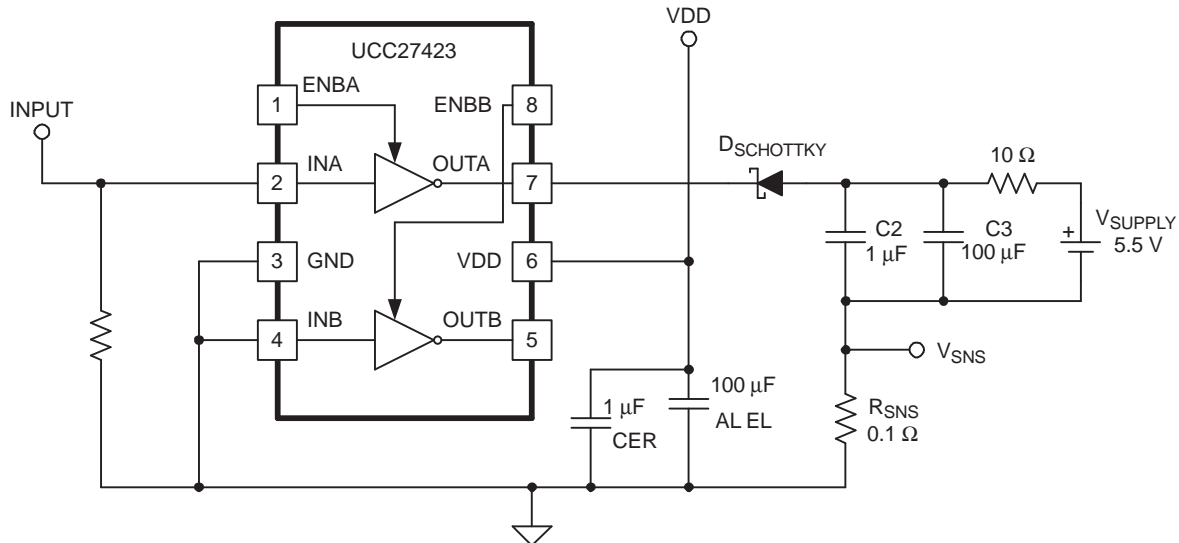 VDD
UCC27423
ENBA
ENBB
1
8
INPUT
DSCHOTTKY
10 Ω
INA
OUTA
2
7
VSUPPLY
5.5 V
+
C2
1 μF
C3
100 μF
3
GND
VDD
6
INB
OUTB
4
5
VSNS
1 μF
CER
100 μF
AL EL
RSNS
0.1 Ω